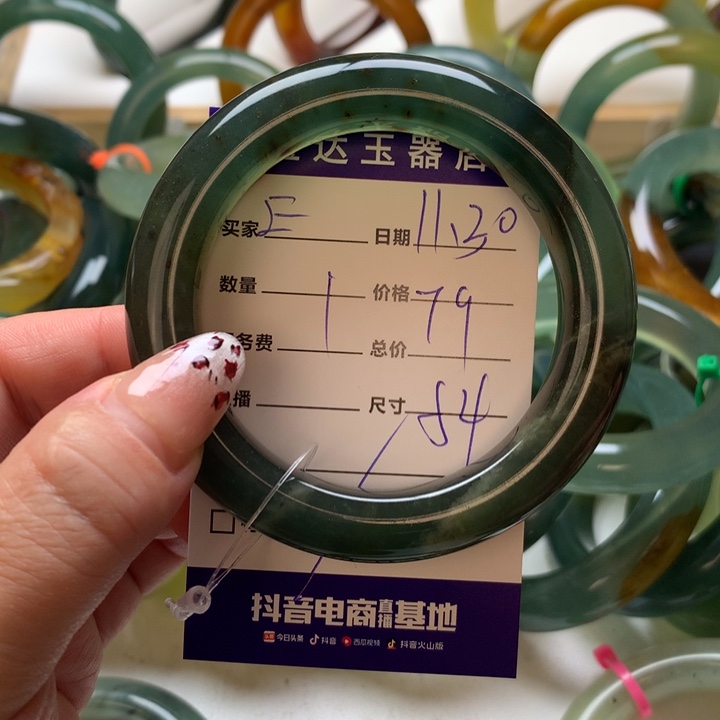 达玉器店
买家 E 日期 11.30
数量 1 价格 79
务费 总价
播 尺寸 54
抖音电商直播基地
今日头条 抖音 西瓜视频 抖音火山版